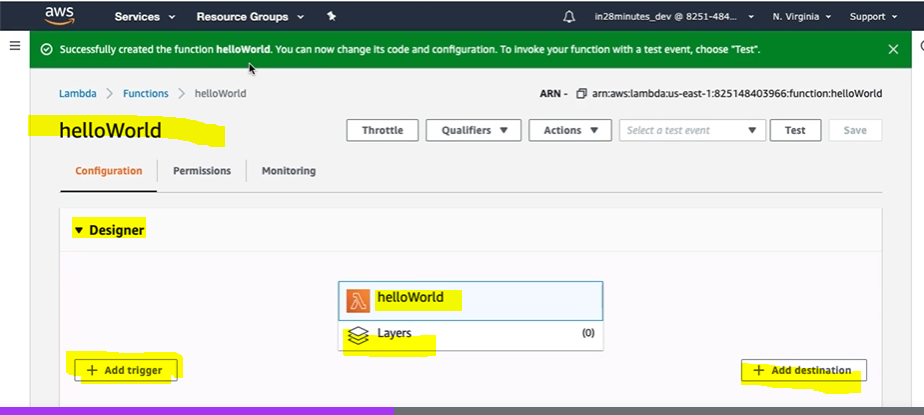 aws Services Resource Groups in28minutes_dev @ 8251-484... N. Virginia Support
Successfully created the function helloWorld. You can now change its code and configuration. To invoke your function with a test event, choose "Test".
Lambda Functions helloWorld ARN - arn:aws:lambda:us-east-1:825148403966:function:helloWorld
helloWorld Throttle Qualifiers Actions Select a test event Test Save
Configuration Permissions Monitoring
Designer
helloWorld
Layers (0)
+ Add trigger + Add destination